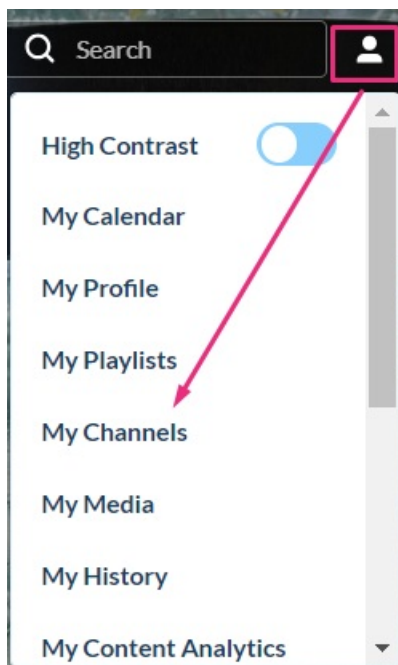 Search
High Contrast
My Calendar
My Profile
My Playlists
My Channels
My Media
My History
My Content Analytics